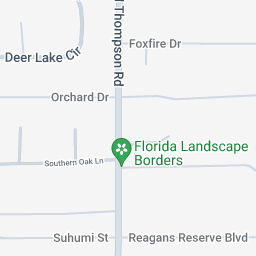 Thompson Rd
Foxfire Dr
Deer Lake Cir
Orchard Dr
Florida Landscape
Borders
Southern Oak Ln
Suhumi St
Reagans Reserve Blvd